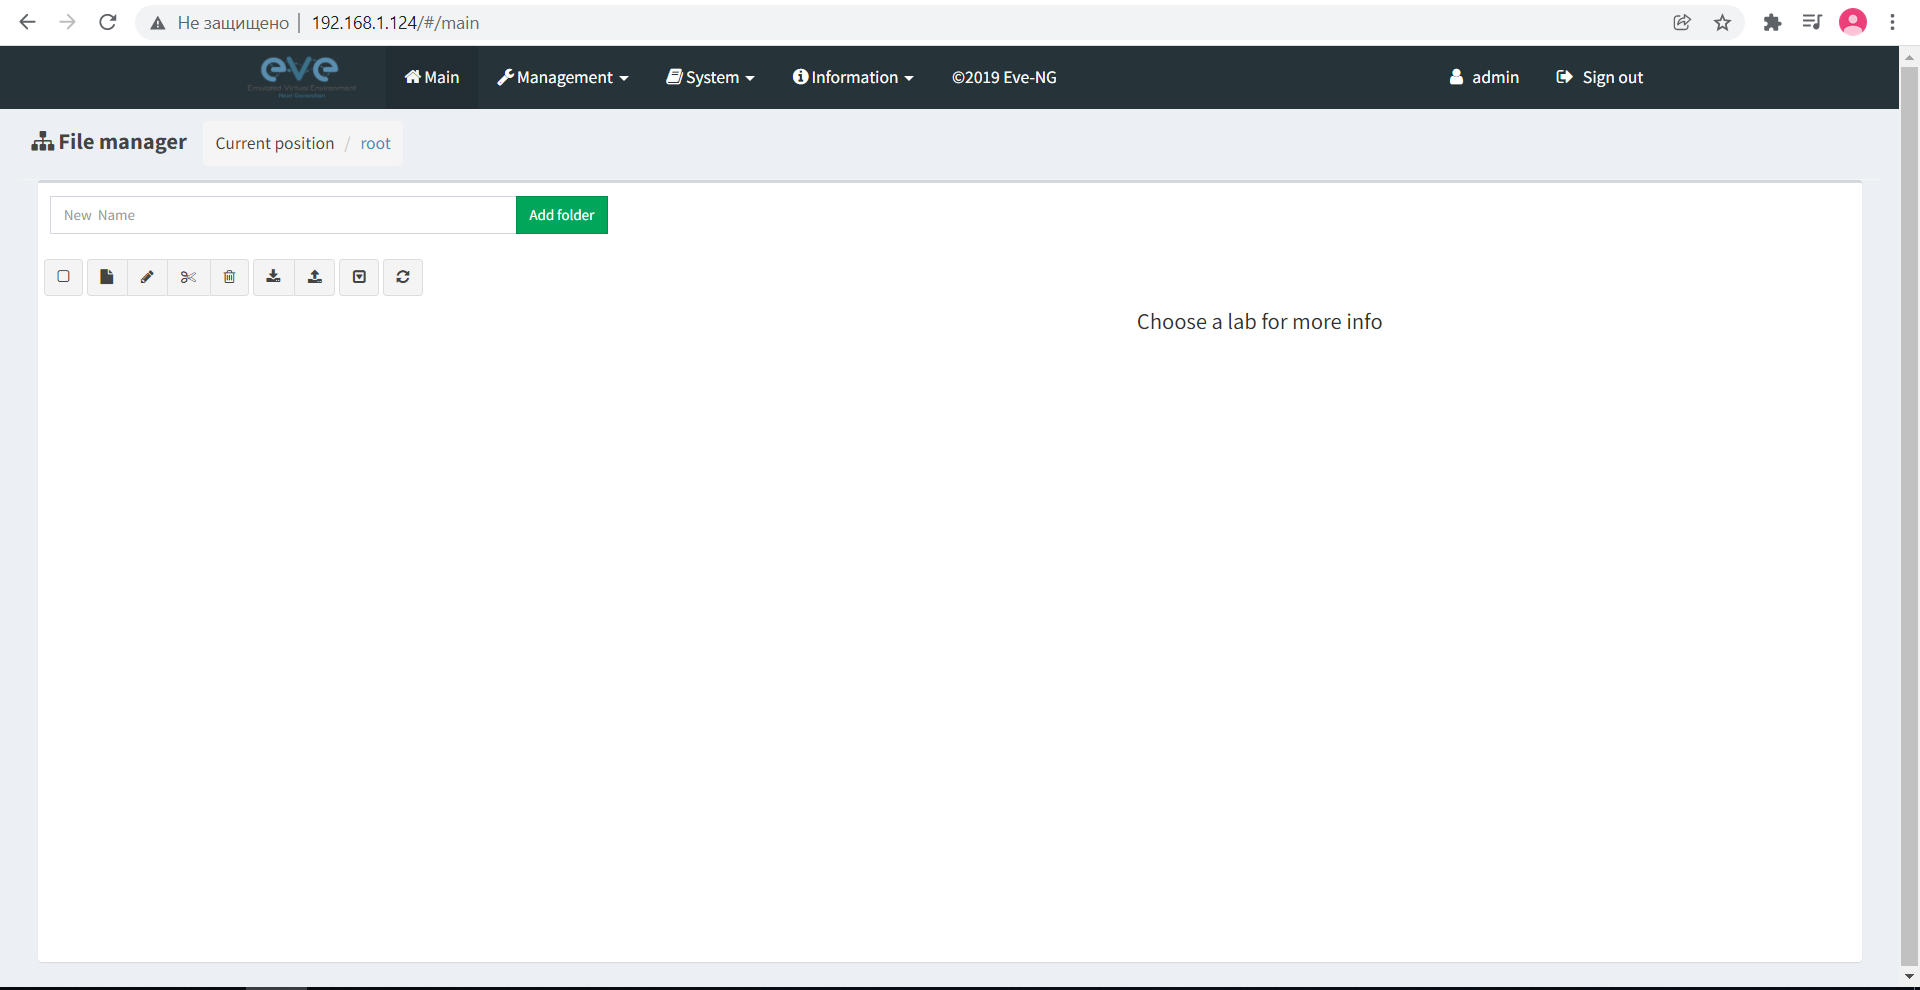 Не защищено | 192.168.1.124/#/main
eve
Emulated Virtual Environment
Next Generation
Main
Management
System
Information
©2019 Eve-NG
admin
Sign out
File manager
Current position / root
New Name
Add folder
Choose a lab for more info